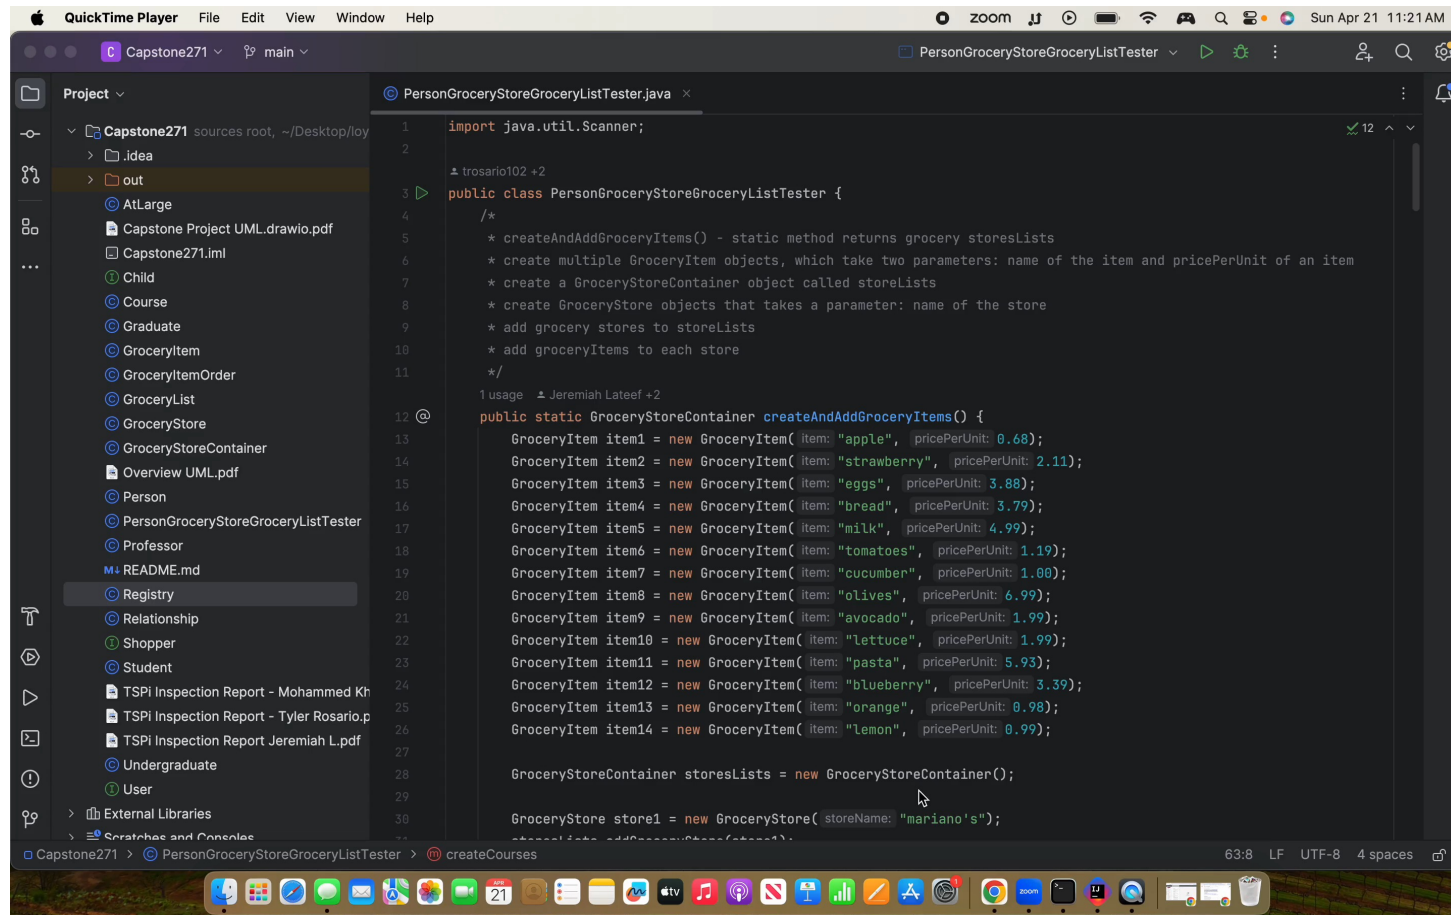 QuickTime Player File Edit View Window Help zoom Sun Apr 21 11:21 AM
C Capstone271 main PersonGroceryStoreGroceryListTester
Project
Capstone271 sources root, ~/Desktop/loy
.idea
out
AtLarge
Capstone Project UML.drawio.pdf
Capstone271.iml
Child
Course
Graduate
GroceryItem
GroceryItemOrder
GroceryList
GroceryStore
GroceryStoreContainer
Overview UML.pdf
Person
PersonGroceryStoreGroceryListTester
Professor
M↓ README.md
Registry
Relationship
Shopper
Student
TSPi Inspection Report - Mohammed Kh
TSPi Inspection Report - Tyler Rosario.p
TSPi Inspection Report Jeremiah L.pdf
Undergraduate
User
External Libraries
Scratches and Consoles
PersonGroceryStoreGroceryListTester.java
12
1 import java.util.Scanner;
2
trosario102 +2
3 public class PersonGroceryStoreGroceryListTester {
4 /*
5 * createAndAddGroceryItems() - static method returns grocery storesLists
6 * create multiple GroceryItem objects, which take two parameters: name of the item and pricePerUnit of an item
7 * create a GroceryStoreContainer object called storeLists
8 * create GroceryStore objects that takes a parameter: name of the store
9 * add grocery stores to storeLists
10 * add groceryItems to each store
11 */
1 usage Jeremiah Lateef +2
12 @ public static GroceryStoreContainer createAndAddGroceryItems() {
13 GroceryItem item1 = new GroceryItem( item: "apple", pricePerUnit: 0.68);
14 GroceryItem item2 = new GroceryItem( item: "strawberry", pricePerUnit: 2.11);
15 GroceryItem item3 = new GroceryItem( item: "eggs", pricePerUnit: 3.88);
16 GroceryItem item4 = new GroceryItem( item: "bread", pricePerUnit: 3.79);
17 GroceryItem item5 = new GroceryItem( item: "milk", pricePerUnit: 4.99);
18 GroceryItem item6 = new GroceryItem( item: "tomatoes", pricePerUnit: 1.19);
19 GroceryItem item7 = new GroceryItem( item: "cucumber", pricePerUnit: 1.00);
20 GroceryItem item8 = new GroceryItem( item: "olives", pricePerUnit: 6.99);
21 GroceryItem item9 = new GroceryItem( item: "avocado", pricePerUnit: 1.99);
22 GroceryItem item10 = new GroceryItem( item: "lettuce", pricePerUnit: 1.99);
23 GroceryItem item11 = new GroceryItem( item: "pasta", pricePerUnit: 5.93);
24 GroceryItem item12 = new GroceryItem( item: "blueberry", pricePerUnit: 3.39);
25 GroceryItem item13 = new GroceryItem( item: "orange", pricePerUnit: 0.98);
26 GroceryItem item14 = new GroceryItem( item: "lemon", pricePerUnit: 0.99);
27
28 GroceryStoreContainer storesLists = new GroceryStoreContainer();
29
30 GroceryStore store1 = new GroceryStore( storeName: "mariano's");
31 storesLists.addGroceryStore(store1);
Capstone271 > PersonGroceryStoreGroceryListTester > createCourses 63:8 LF UTF-8 4 spaces
APR
21
tv
zoom
1